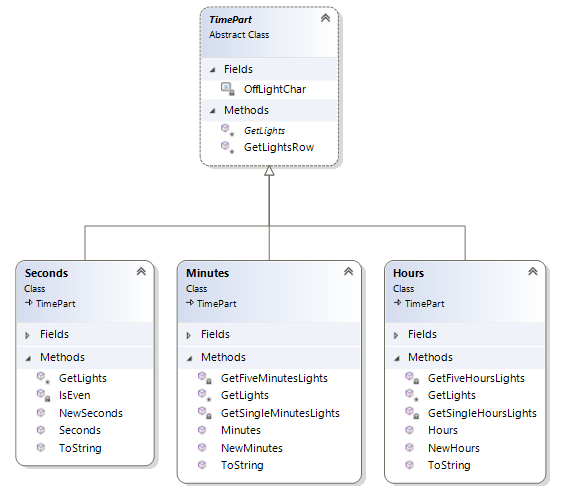 TimePart
Abstract Class
Fields
OffLightChar
Methods
GetLights
GetLightsRow
Seconds
Class
TimePart
Fields
Methods
GetLights
IsEven
NewSeconds
Seconds
ToString
Minutes
Class
TimePart
Fields
Methods
GetFiveMinutesLights
GetLights
GetSingleMinutesLights
Minutes
NewMinutes
ToString
Hours
Class
TimePart
Fields
Methods
GetFiveHoursLights
GetLights
GetSingleHoursLights
Hours
NewHours
ToString